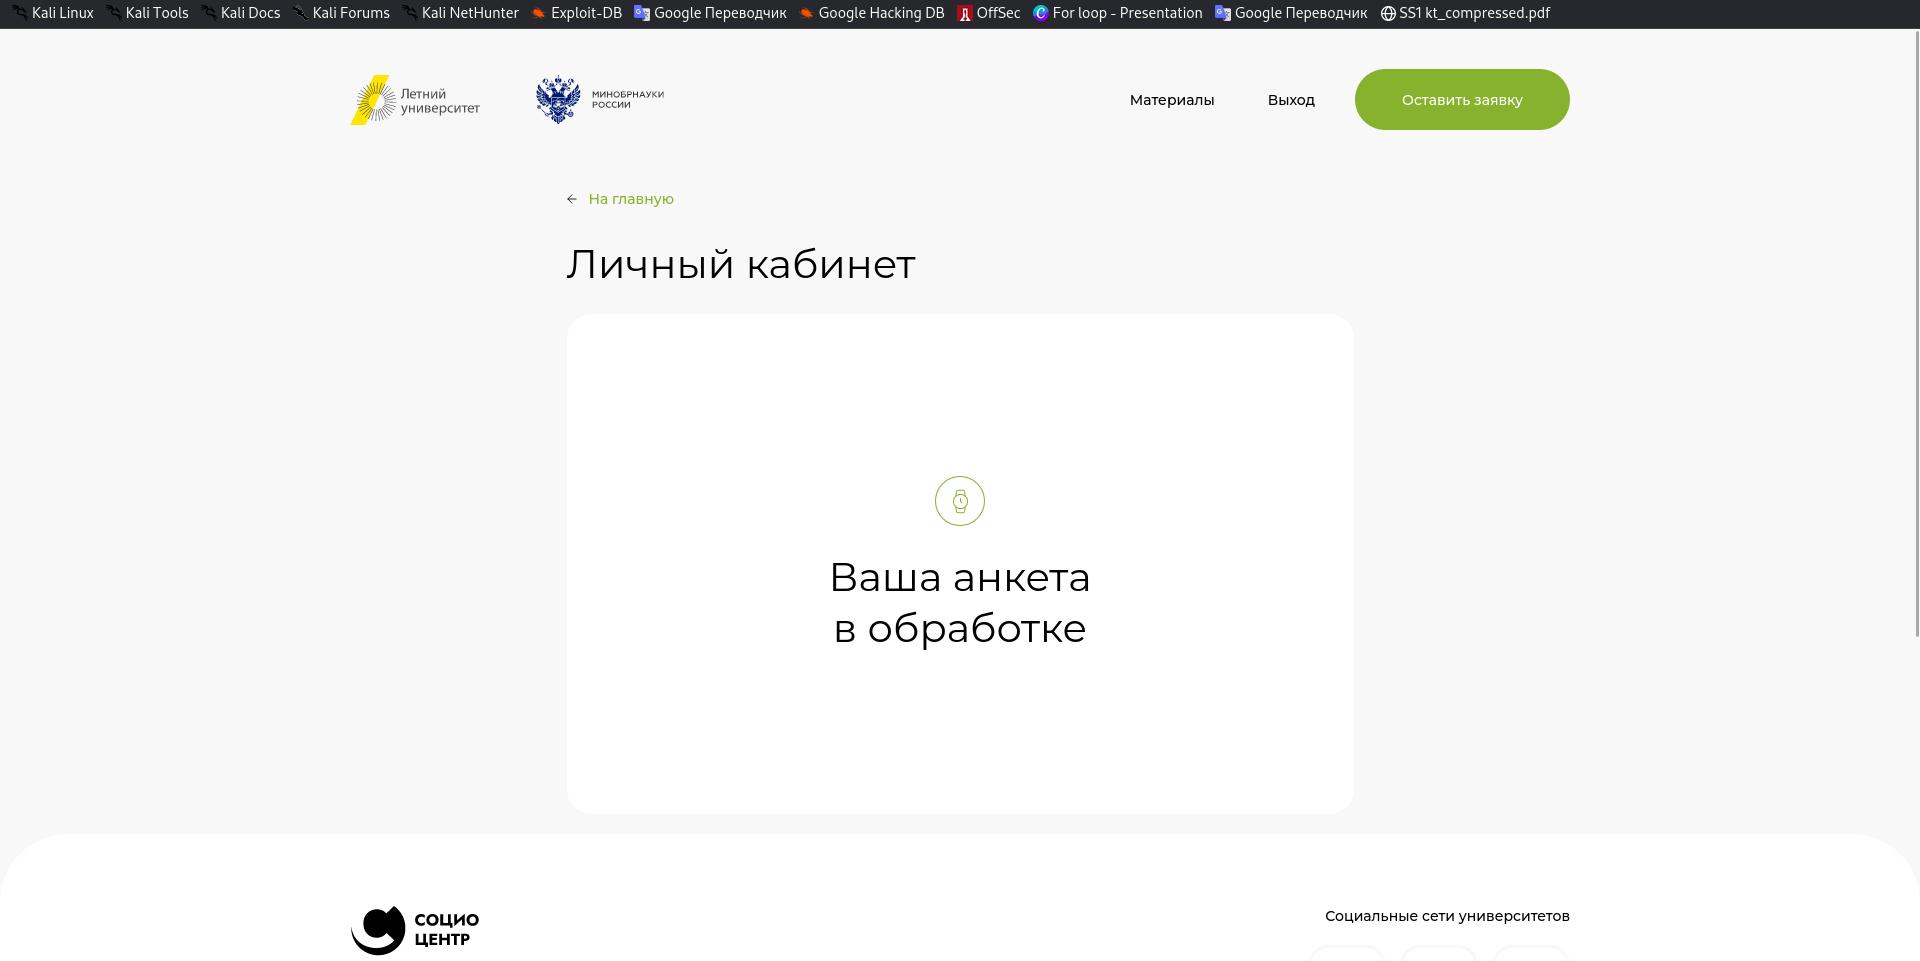 Kali Linux Kali Tools Kali Docs Kali Forums Kali NetHunter Exploit-DB Google Переводчик Google Hacking DB OffSec For loop - Presentation Google Переводчик SS1 kt_compressed.pdf
Летний
университет
МИНОБРНАУКИ
РОССИИ
Материалы Выход Оставить заявку
← На главную
Личный кабинет
Ваша анкета
в обработке
СОЦИО
ЦЕНТР
Социальные сети университетов